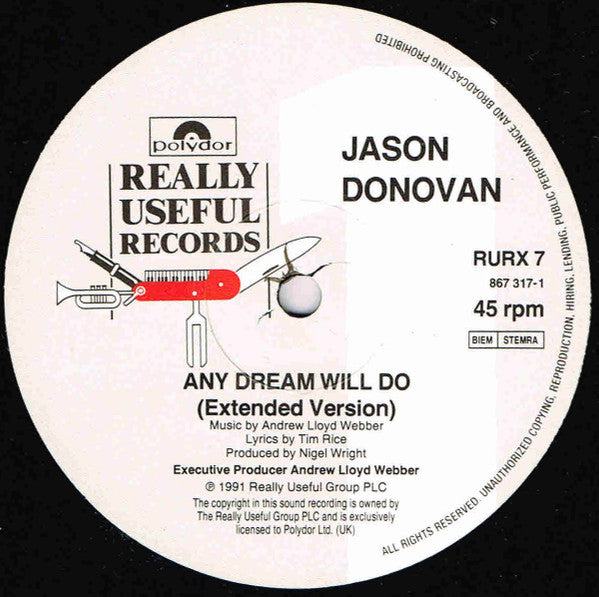 polydor
REALLY
USEFUL
RECORDS
JASON
DONOVAN
RURX 7
867 317-1
45 rpm
BIEM STEMRA
ANY DREAM WILL DO
(Extended Version)
Music by Andrew Lloyd Webber
Lyrics by Tim Rice
Produced by Nigel Wright
Executive Producer Andrew Lloyd Webber
℗ 1991 Really Useful Group PLC
The copyright in this sound recording is owned by
The Really Useful Group PLC and is exclusively
licensed to Polydor Ltd. (UK)
ALL RIGHTS RESERVED. UNAUTHORIZED COPYING, REPRODUCTION, HIRING, LENDING, PUBLIC PERFORMANCE AND BROADCASTING PROHIBITED